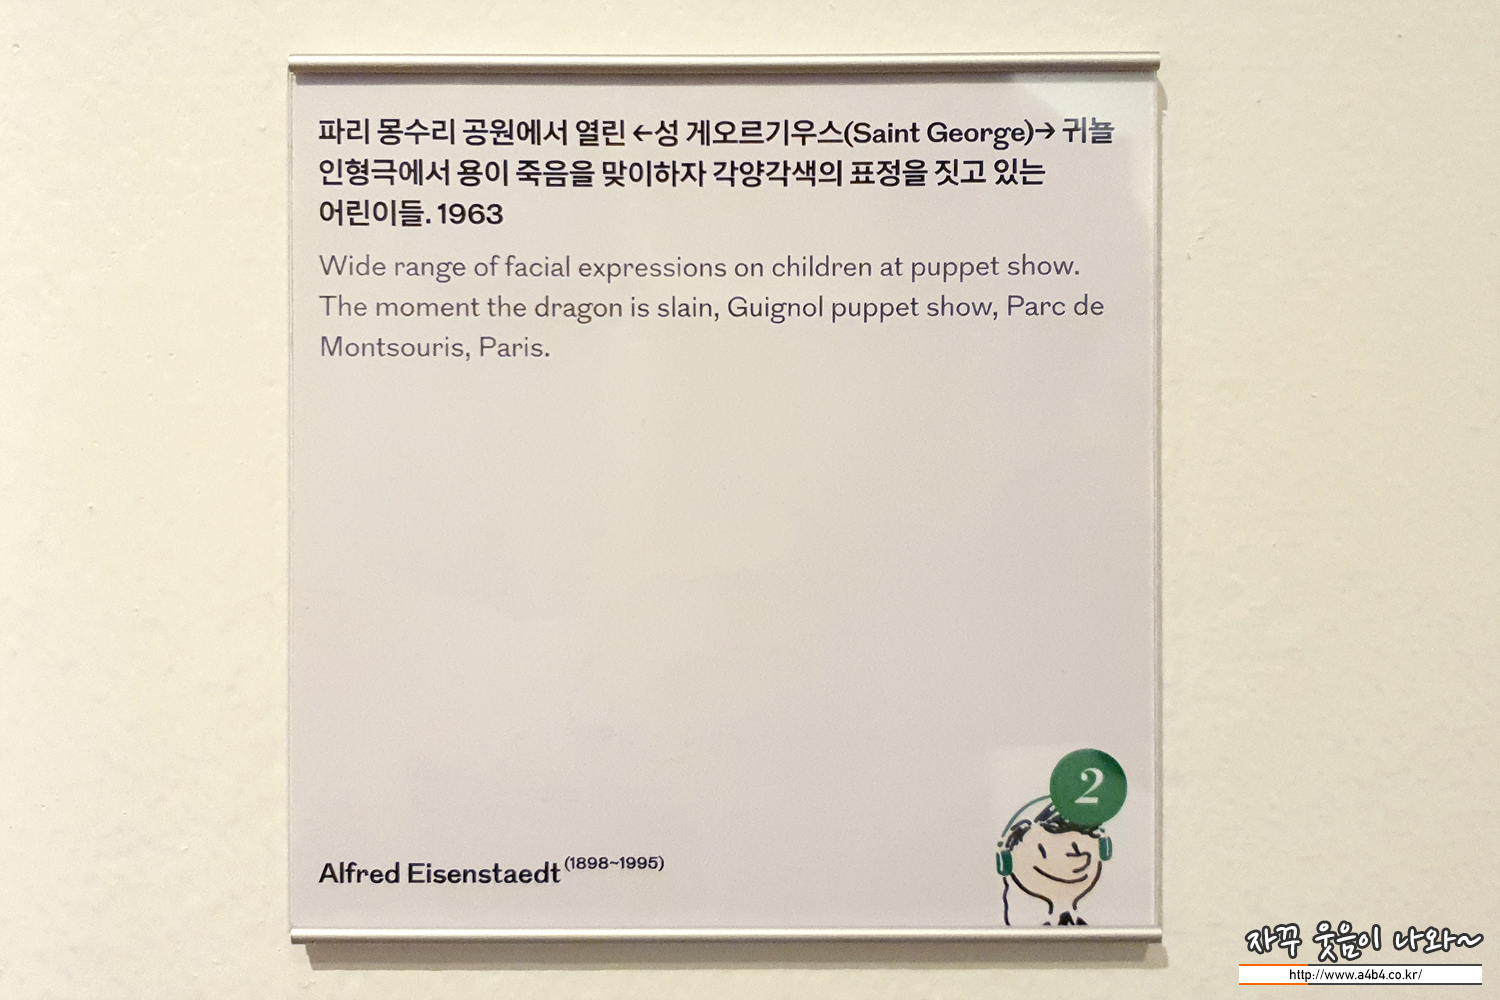 파리 몽수리 공원에서 열린 ←성 게오르기우스(Saint George)→ 귀뇰
인형극에서 용이 죽음을 맞이하자 각양각색의 표정을 짓고 있는
어린이들. 1963
Wide range of facial expressions on children at puppet show.
The moment the dragon is slain, Guignol puppet show, Parc de
Montsouris, Paris.
2
Alfred Eisenstaedt (1898~1995)
자꾸 웃음이 나와~
http://www.a4b4.co.kr/